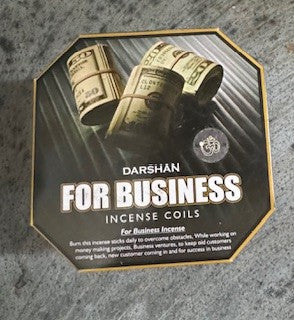 DARSHAN
FOR BUSINESS
INCENSE COILS
For Business Incense
Burn this incense sticks daily to overcome obstacles, While working on
money making projects, Business ventures, to keep old customers
coming back, new customer coming in and for success in business